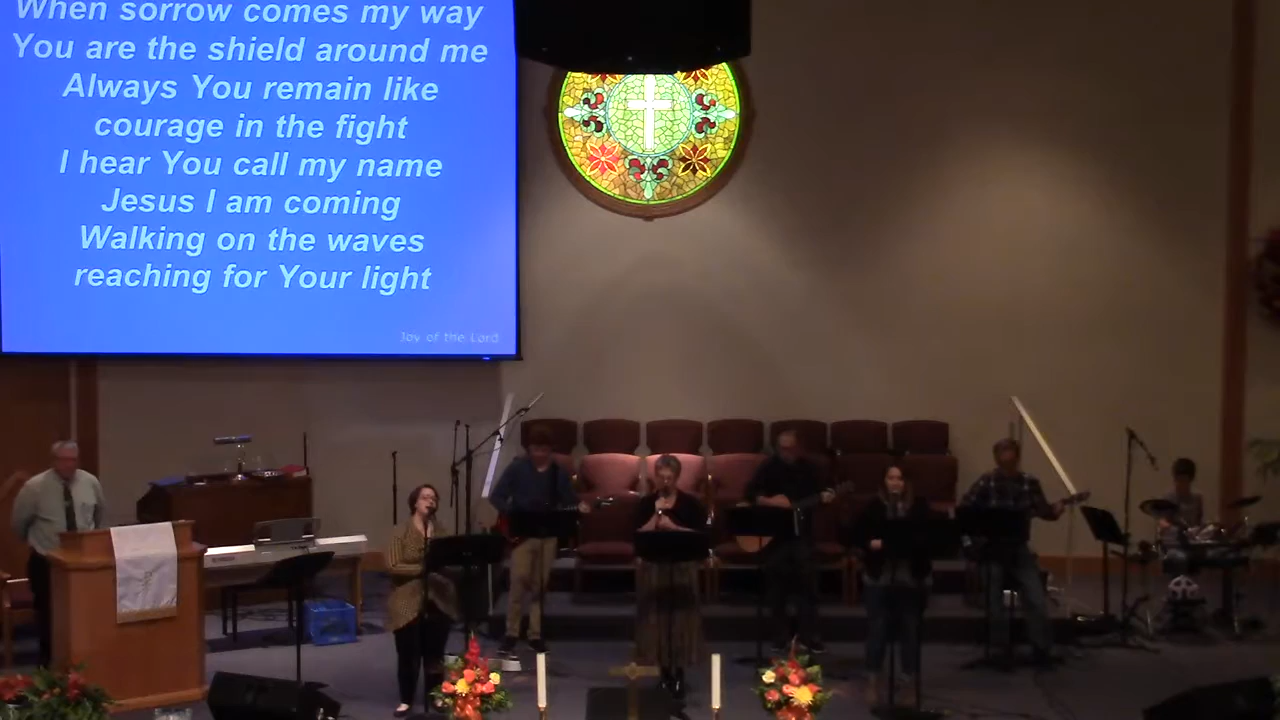 When sorrow comes my way
You are the shield around me
Always You remain like
courage in the fight
I hear You call my name
Jesus I am coming
Walking on the waves
reaching for Your light
Joy of the Lord